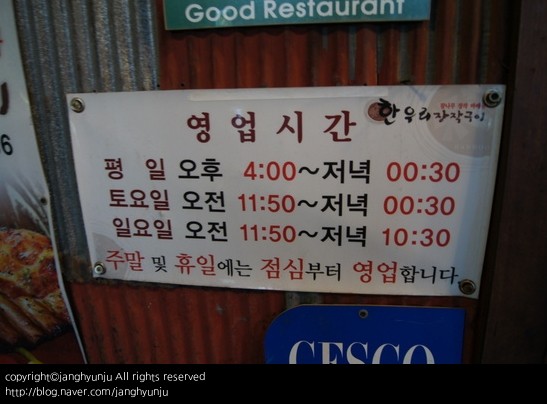 Good Restaurant
6
영업시간
한우리장작구이
평 일 오후 4:00~저녁 00:30
토요일 오전 11:50~저녁 00:30
일요일 오전 11:50~저녁 10:30
주말 및 휴일에는 점심부터 영업합니다.
CESCO
copyright©janghyunju All rights reserved
http://blog.naver.com/janghyunju